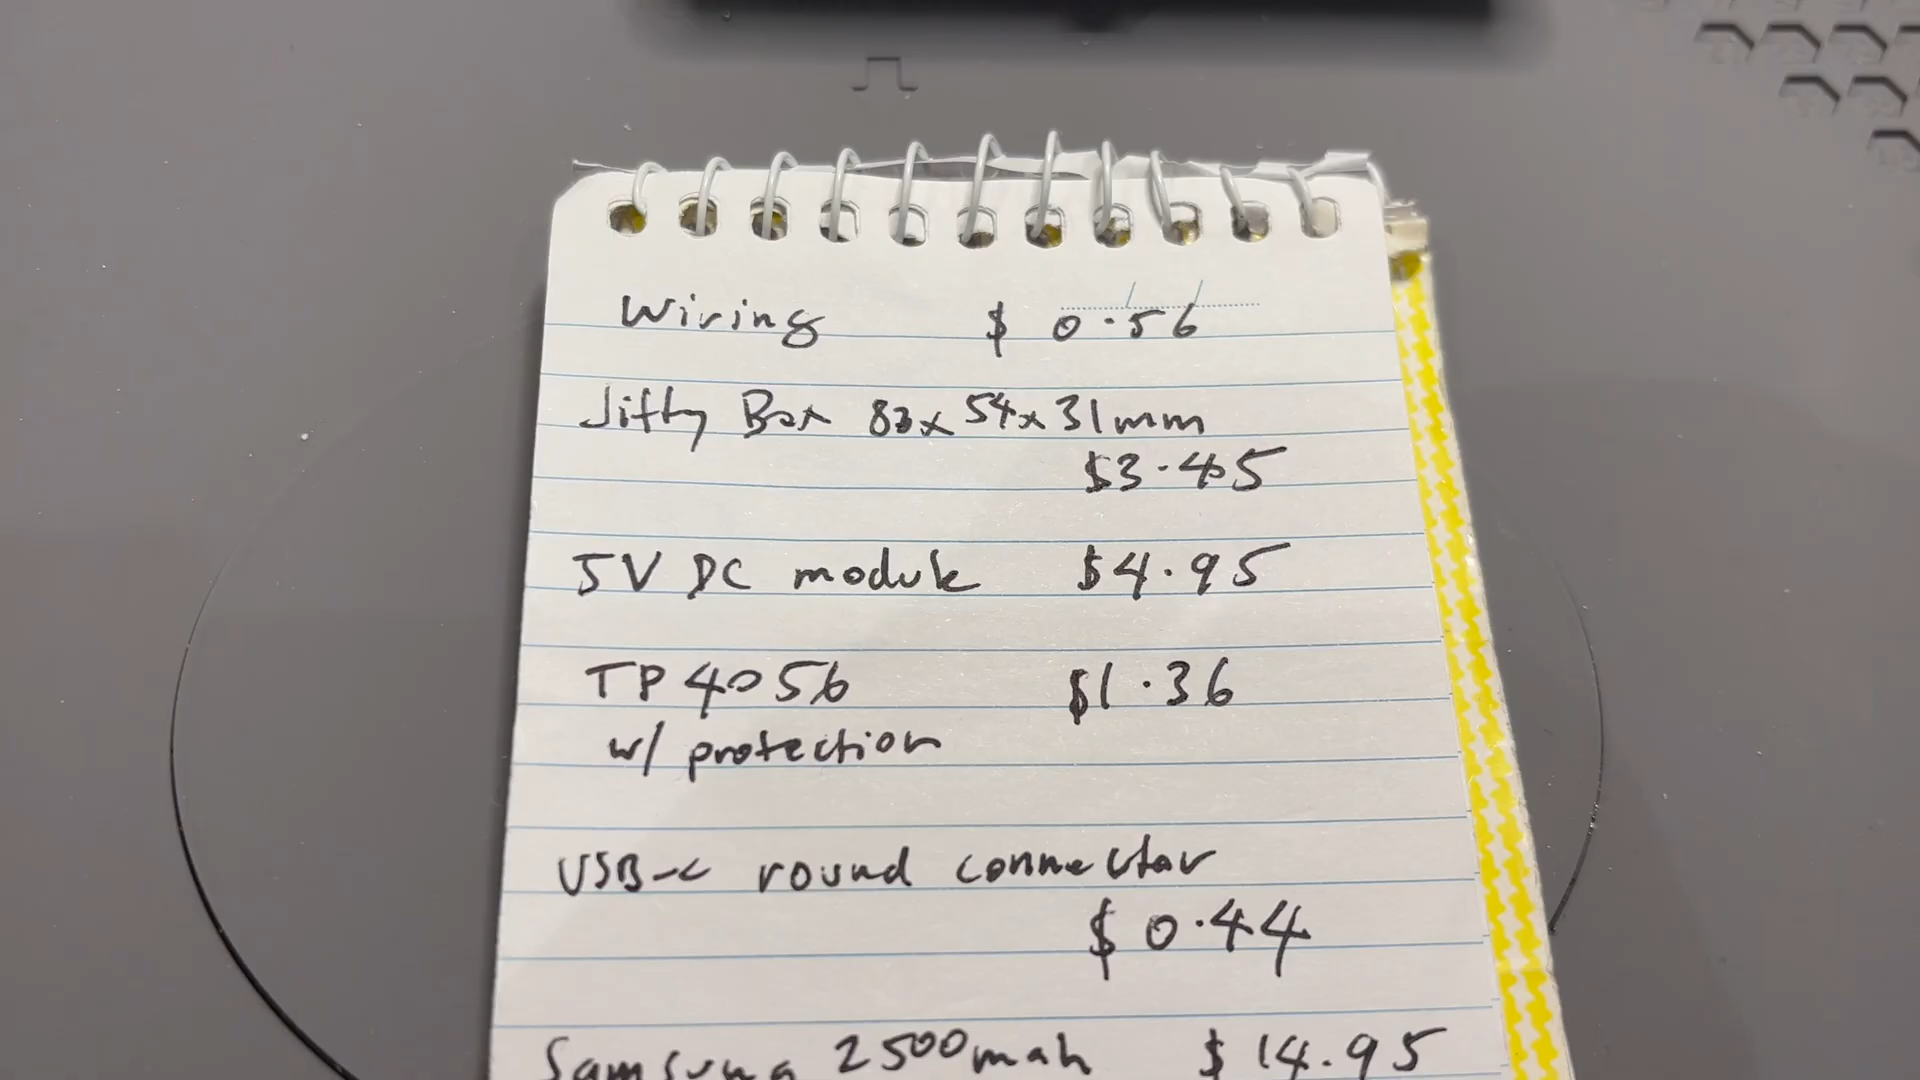 Wiring $ 0.56
Jiffy Box 83x54x31mm
$3.45
5V DC module $4.95
TP4056 $1.36
w/ protection
USB-C round connector
$ 0.44
Samsung 2500mah $14.95